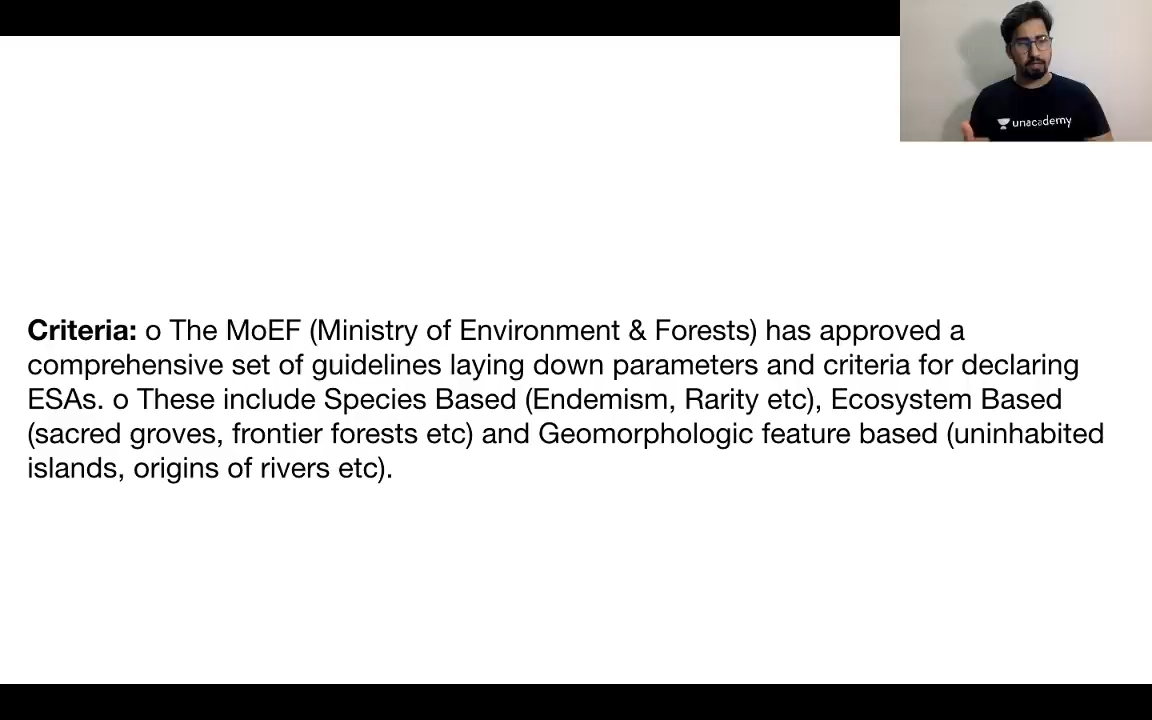 unacademy
Criteria: o The MoEF (Ministry of Environment & Forests) has approved a
comprehensive set of guidelines laying down parameters and criteria for declaring
ESAs. o These include Species Based (Endemism, Rarity etc), Ecosystem Based
(sacred groves, frontier forests etc) and Geomorphologic feature based (uninhabited
islands, origins of rivers etc).